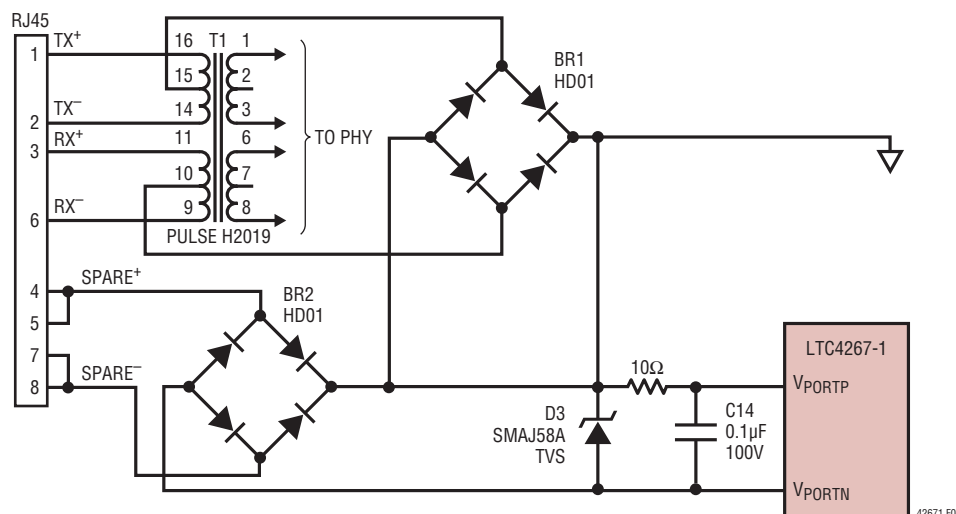 RJ45
1
TX+
2
TX−
3
RX+
6
RX−
4
SPARE+
5
7
8
SPARE−
16 T1 1
15 2
14 3
11 6
10 7
9 8
PULSE H2019
TO PHY
BR1
HD01
BR2
HD01
10Ω
D3
SMAJ58A
TVS
C14
0.1µF
100V
LTC4267-1
VPORTP
VPORTN